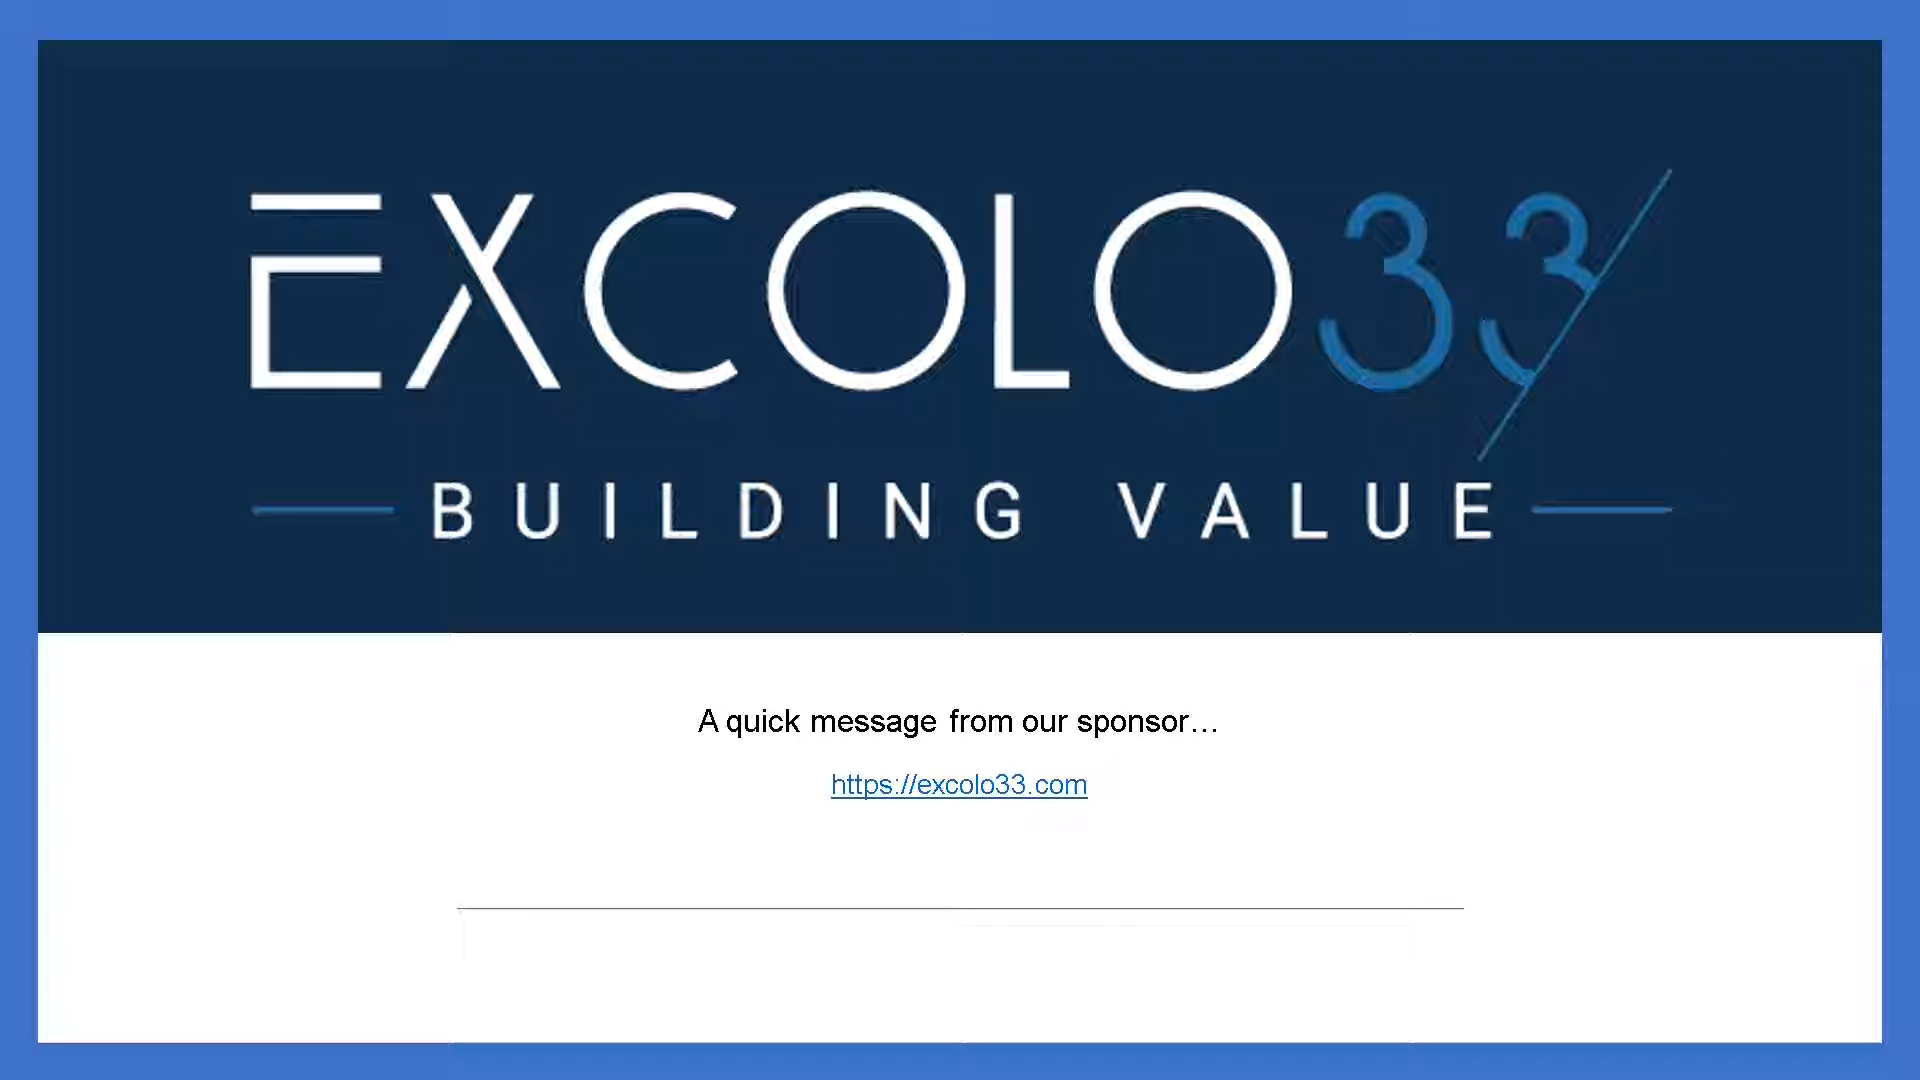 EXCOLO33
BUILDING VALUE
A quick message from our sponsor…
https://excolo33.com